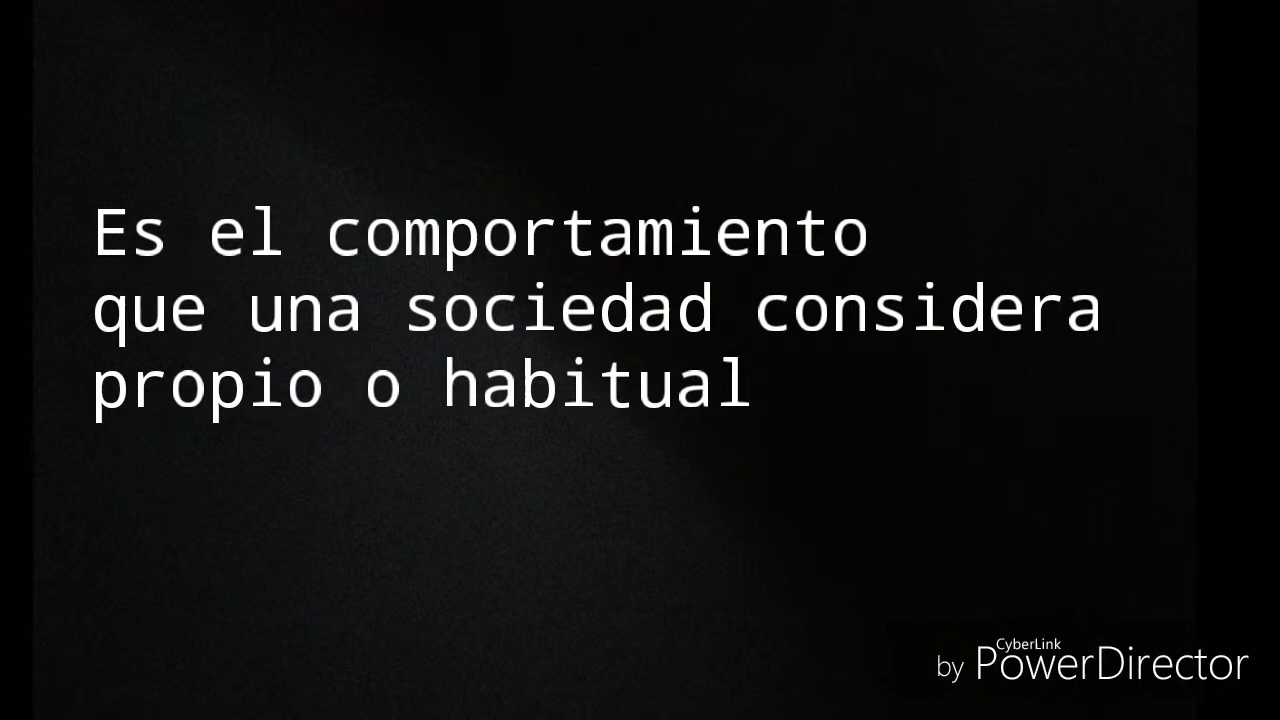 Es el comportamiento
que una sociedad considera
propio o habitual
CyberLink
by PowerDirector